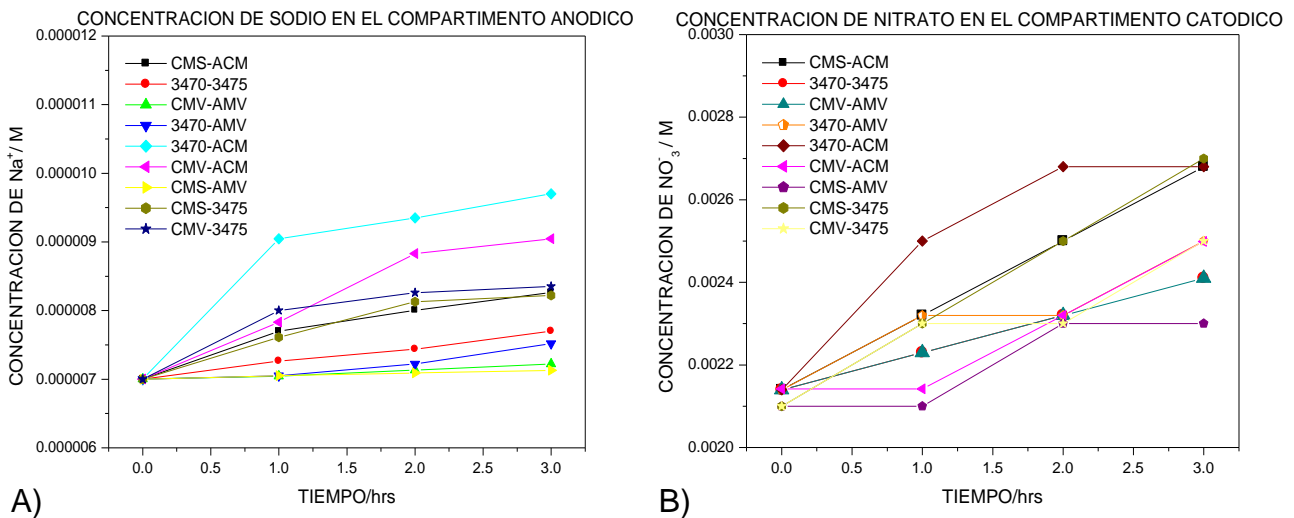 CONCENTRACION DE SODIO EN EL COMPARTIMENTO ANODICO
0.000012
0.000011
0.000010
0.000009
0.000008
0.000007
0.000006
CONCENTRACION DE Na⁺/ M
CMS-ACM
3470-3475
CMV-AMV
3470-AMV
3470-ACM
CMV-ACM
CMS-AMV
CMS-3475
CMV-3475
0.0 0.5 1.0 1.5 2.0 2.5 3.0
TIEMPO/hrs
A)
CONCENTRACION DE NITRATO EN EL COMPARTIMENTO CATODICO
0.0030
0.0028
0.0026
0.0024
0.0022
0.0020
CONCENTRACION DE NO₃⁻ / M
CMS-ACM
3470-3475
CMV-AMV
3470-AMV
3470-ACM
CMV-ACM
CMS-AMV
CMS-3475
CMV-3475
0.0 0.5 1.0 1.5 2.0 2.5 3.0
TIEMPO/hrs
B)